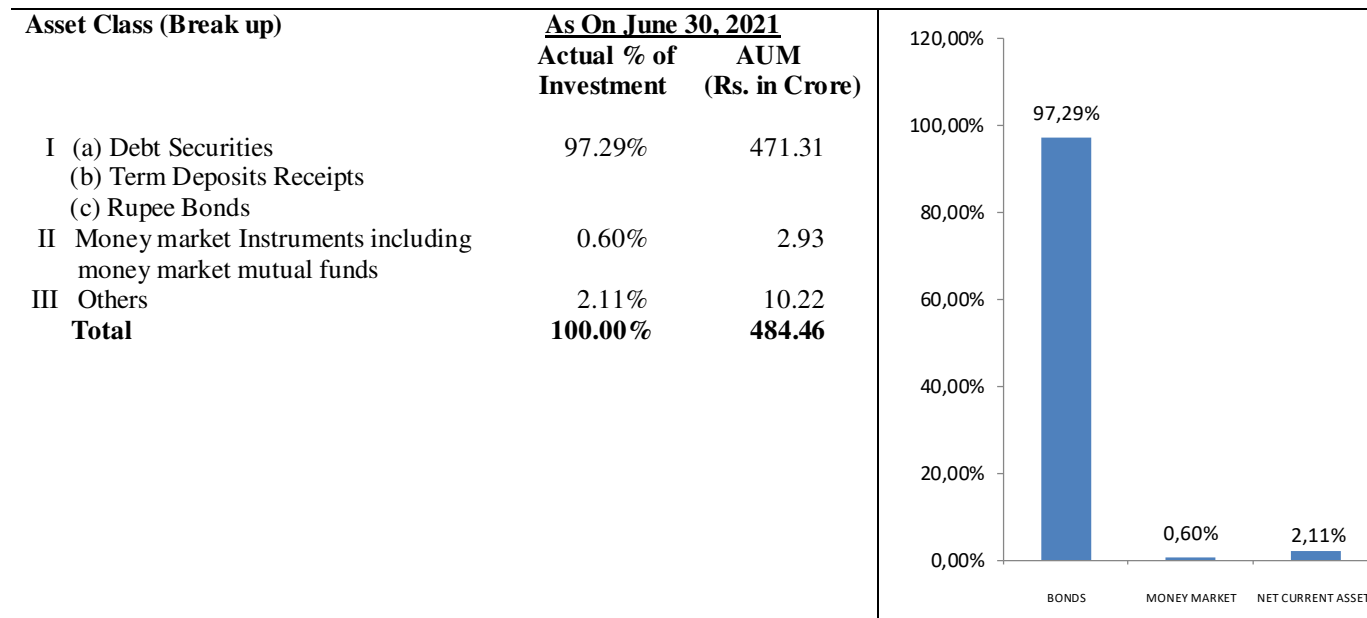 Asset Class (Break up) As On June 30, 2021
Actual % of AUM
Investment (Rs. in Crore)
I (a) Debt Securities 97.29% 471.31
(b) Term Deposits Receipts
(c) Rupee Bonds
II Money market Instruments including 0.60% 2.93
money market mutual funds
III Others 2.11% 10.22
Total 100.00% 484.46
120,00%
100,00%
80,00%
60,00%
40,00%
20,00%
0,00%
97,29%
0,60%
2,11%
BONDS MONEY MARKET NET CURRENT ASSET